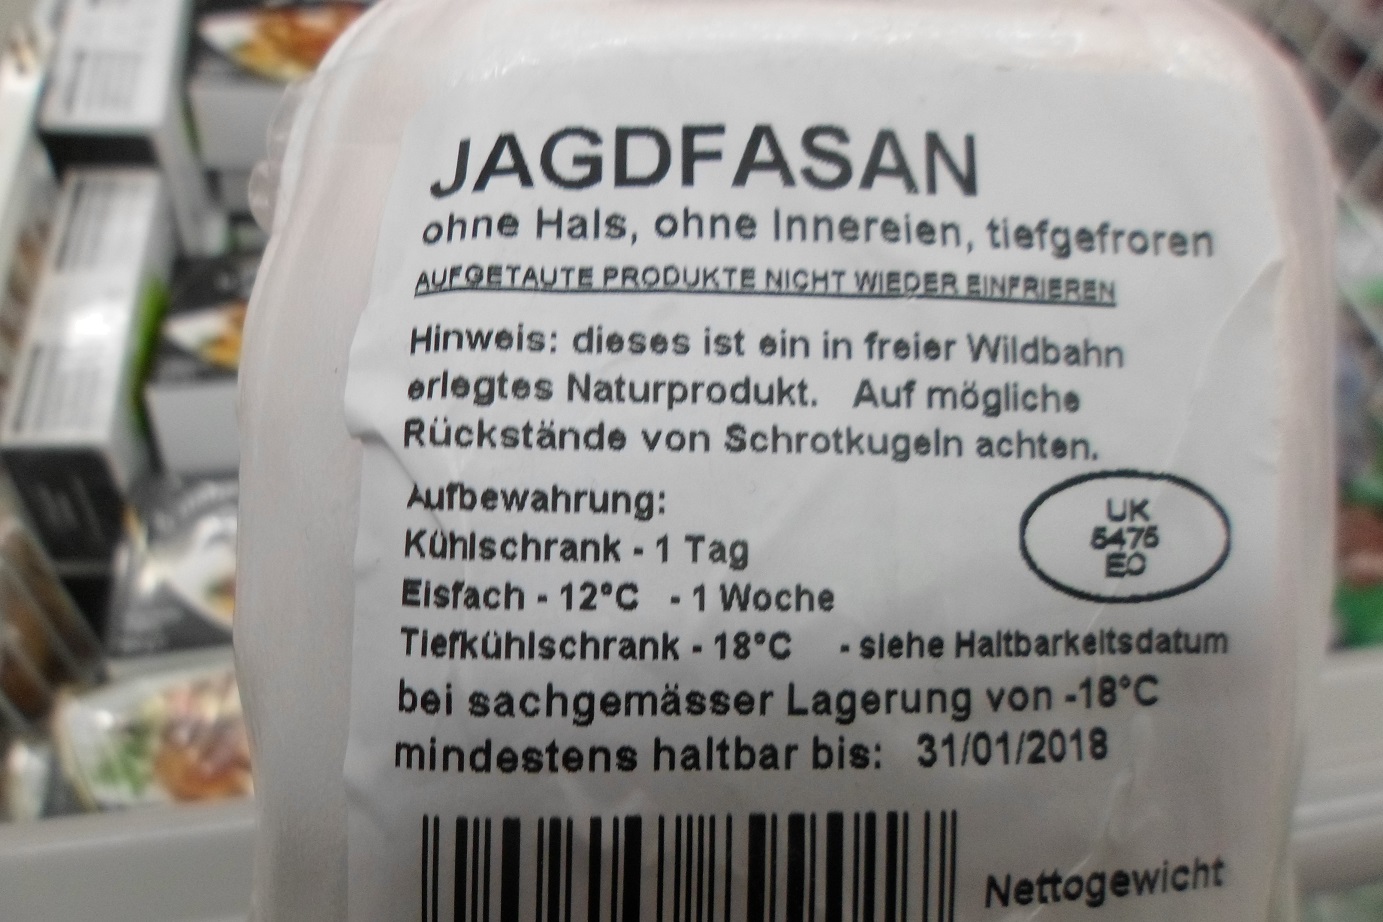 JAGDFASAN
ohne Hals, ohne Innereien, tiefgefroren
AUFGETAUTE PRODUKTE NICHT WIEDER EINFRIEREN
Hinweis: dieses ist ein in freier Wildbahn
erlegtes Naturprodukt. Auf mögliche
Rückstände von Schrotkugeln achten.
Aufbewahrung:
Kühlschrank - 1 Tag
Eisfach - 12°C - 1 Woche
Tiefkühlschrank - 18°C - siehe Haltbarkeitsdatum
bei sachgemässer Lagerung von -18°C
mindestens haltbar bis: 31/01/2018
UK
5475
EC
Nettogewicht